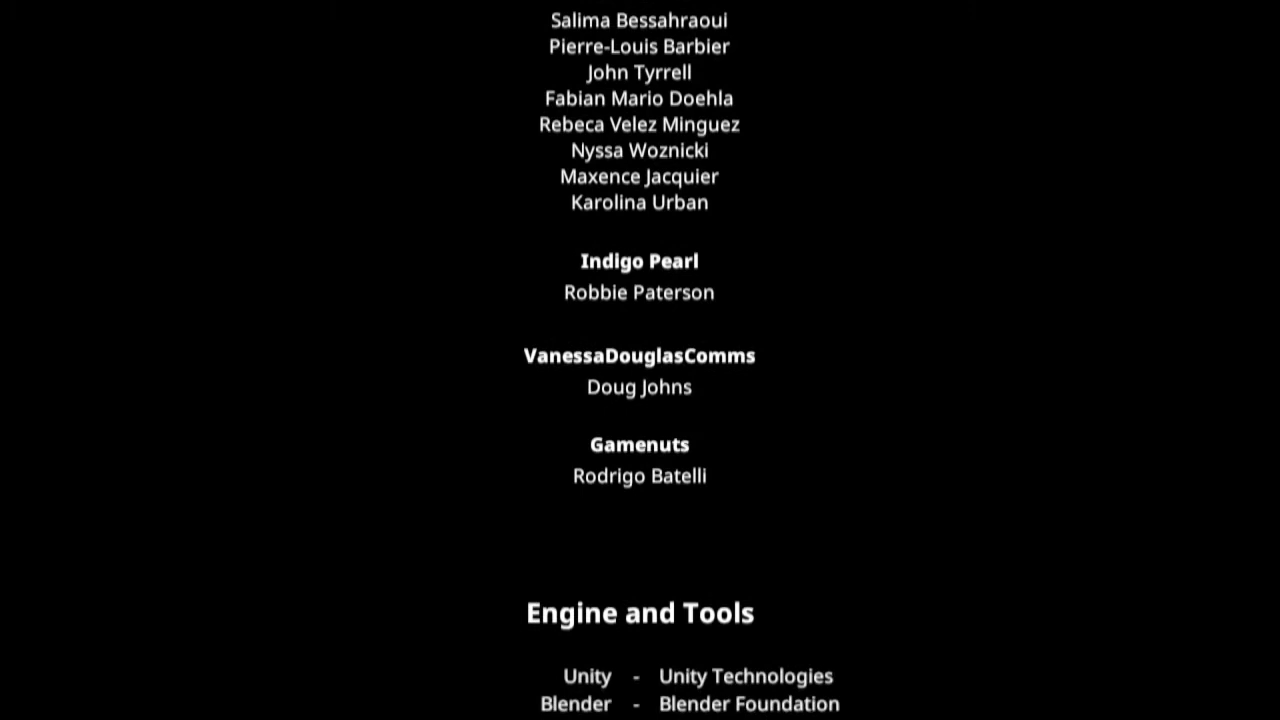 Salima Bessahraoui
Pierre-Louis Barbier
John Tyrrell
Fabian Mario Doehla
Rebeca Velez Minguez
Nyssa Woznicki
Maxence Jacquier
Karolina Urban
Indigo Pearl
Robbie Paterson
VanessaDouglasComms
Doug Johns
Gamenuts
Rodrigo Batelli
Engine and Tools
Unity - Unity Technologies
Blender - Blender Foundation